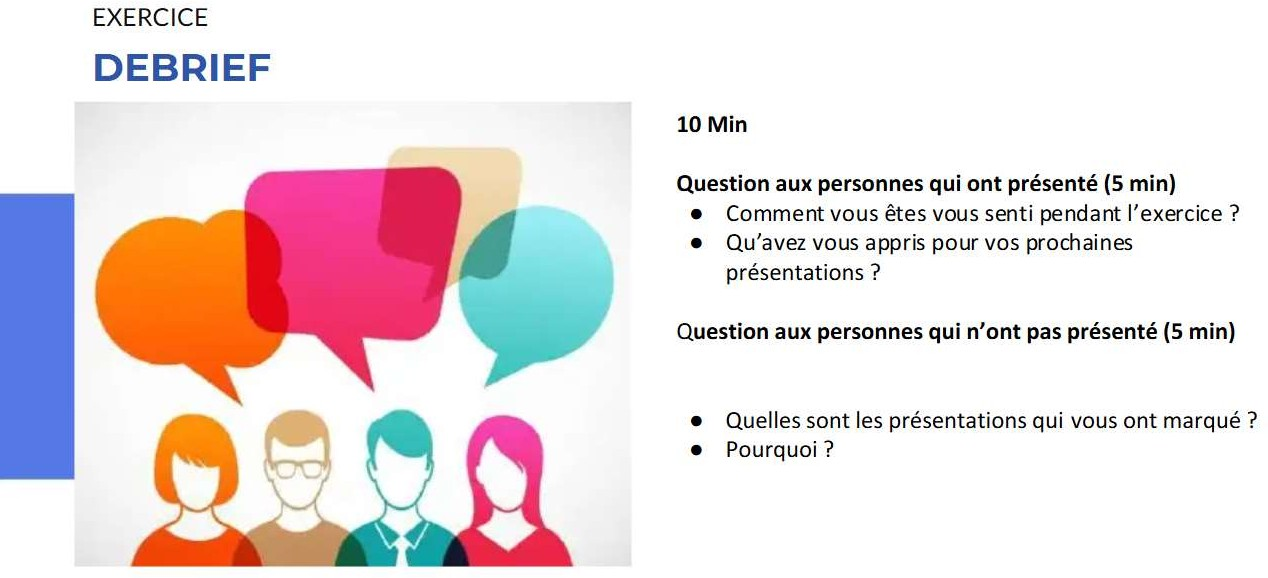 EXERCICE
DEBRIEF
10 Min
Question aux personnes qui ont présenté (5 min)
● Comment vous êtes vous senti pendant l’exercice ?
● Qu’avez vous appris pour vos prochaines
présentations ?
Question aux personnes qui n’ont pas présenté (5 min)
● Quelles sont les présentations qui vous ont marqué ?
● Pourquoi ?